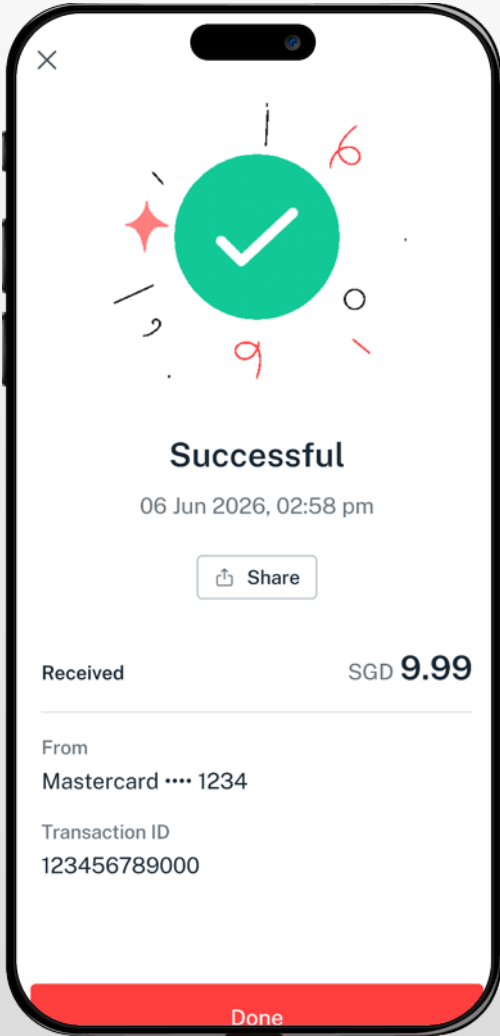 Successful
06 Jun 2026, 02:58 pm
Share
Received SGD 9.99
From
Mastercard •••• 1234
Transaction ID
123456789000
Done